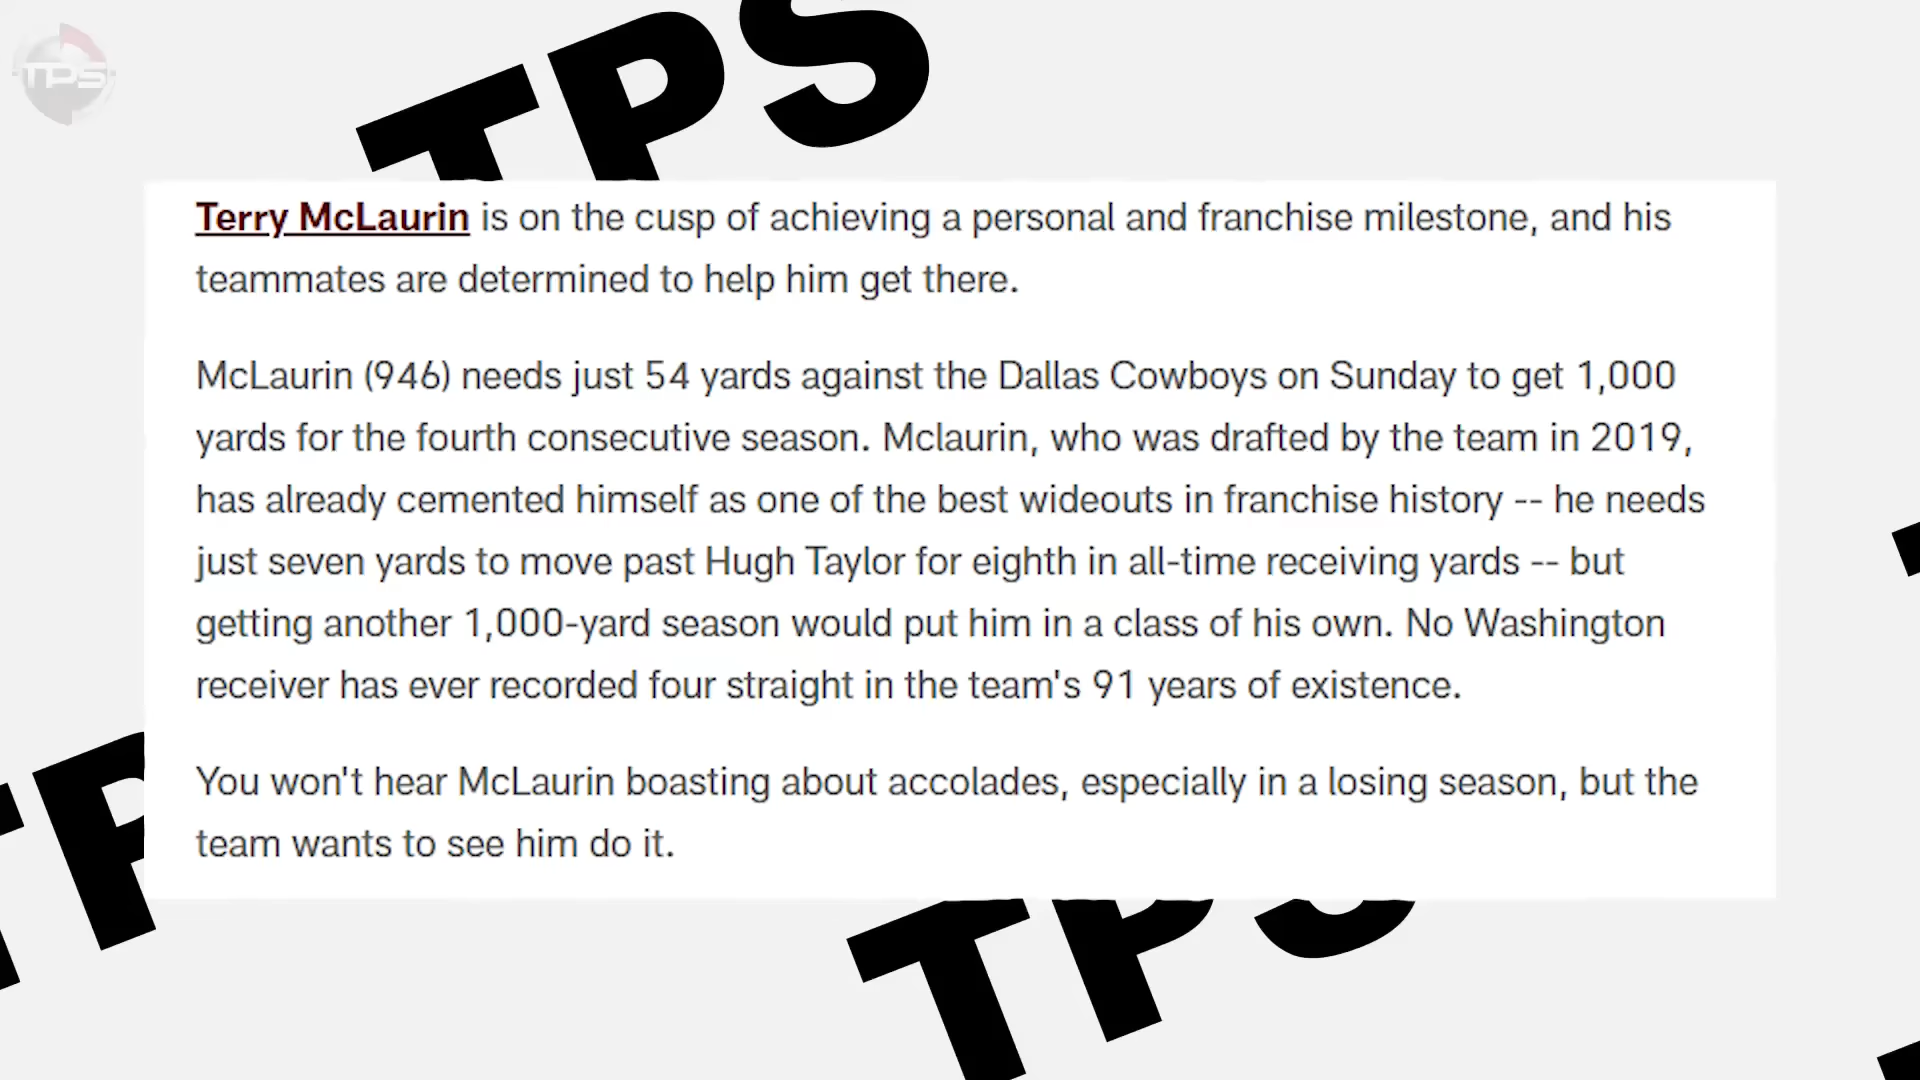 TPS
TPS
Terry McLaurin is on the cusp of achieving a personal and franchise milestone, and his
teammates are determined to help him get there.
McLaurin (946) needs just 54 yards against the Dallas Cowboys on Sunday to get 1,000
yards for the fourth consecutive season. Mclaurin, who was drafted by the team in 2019,
has already cemented himself as one of the best wideouts in franchise history -- he needs
just seven yards to move past Hugh Taylor for eighth in all-time receiving yards -- but
getting another 1,000-yard season would put him in a class of his own. No Washington
receiver has ever recorded four straight in the team's 91 years of existence.
You won't hear McLaurin boasting about accolades, especially in a losing season, but the
team wants to see him do it.
TP
TPS